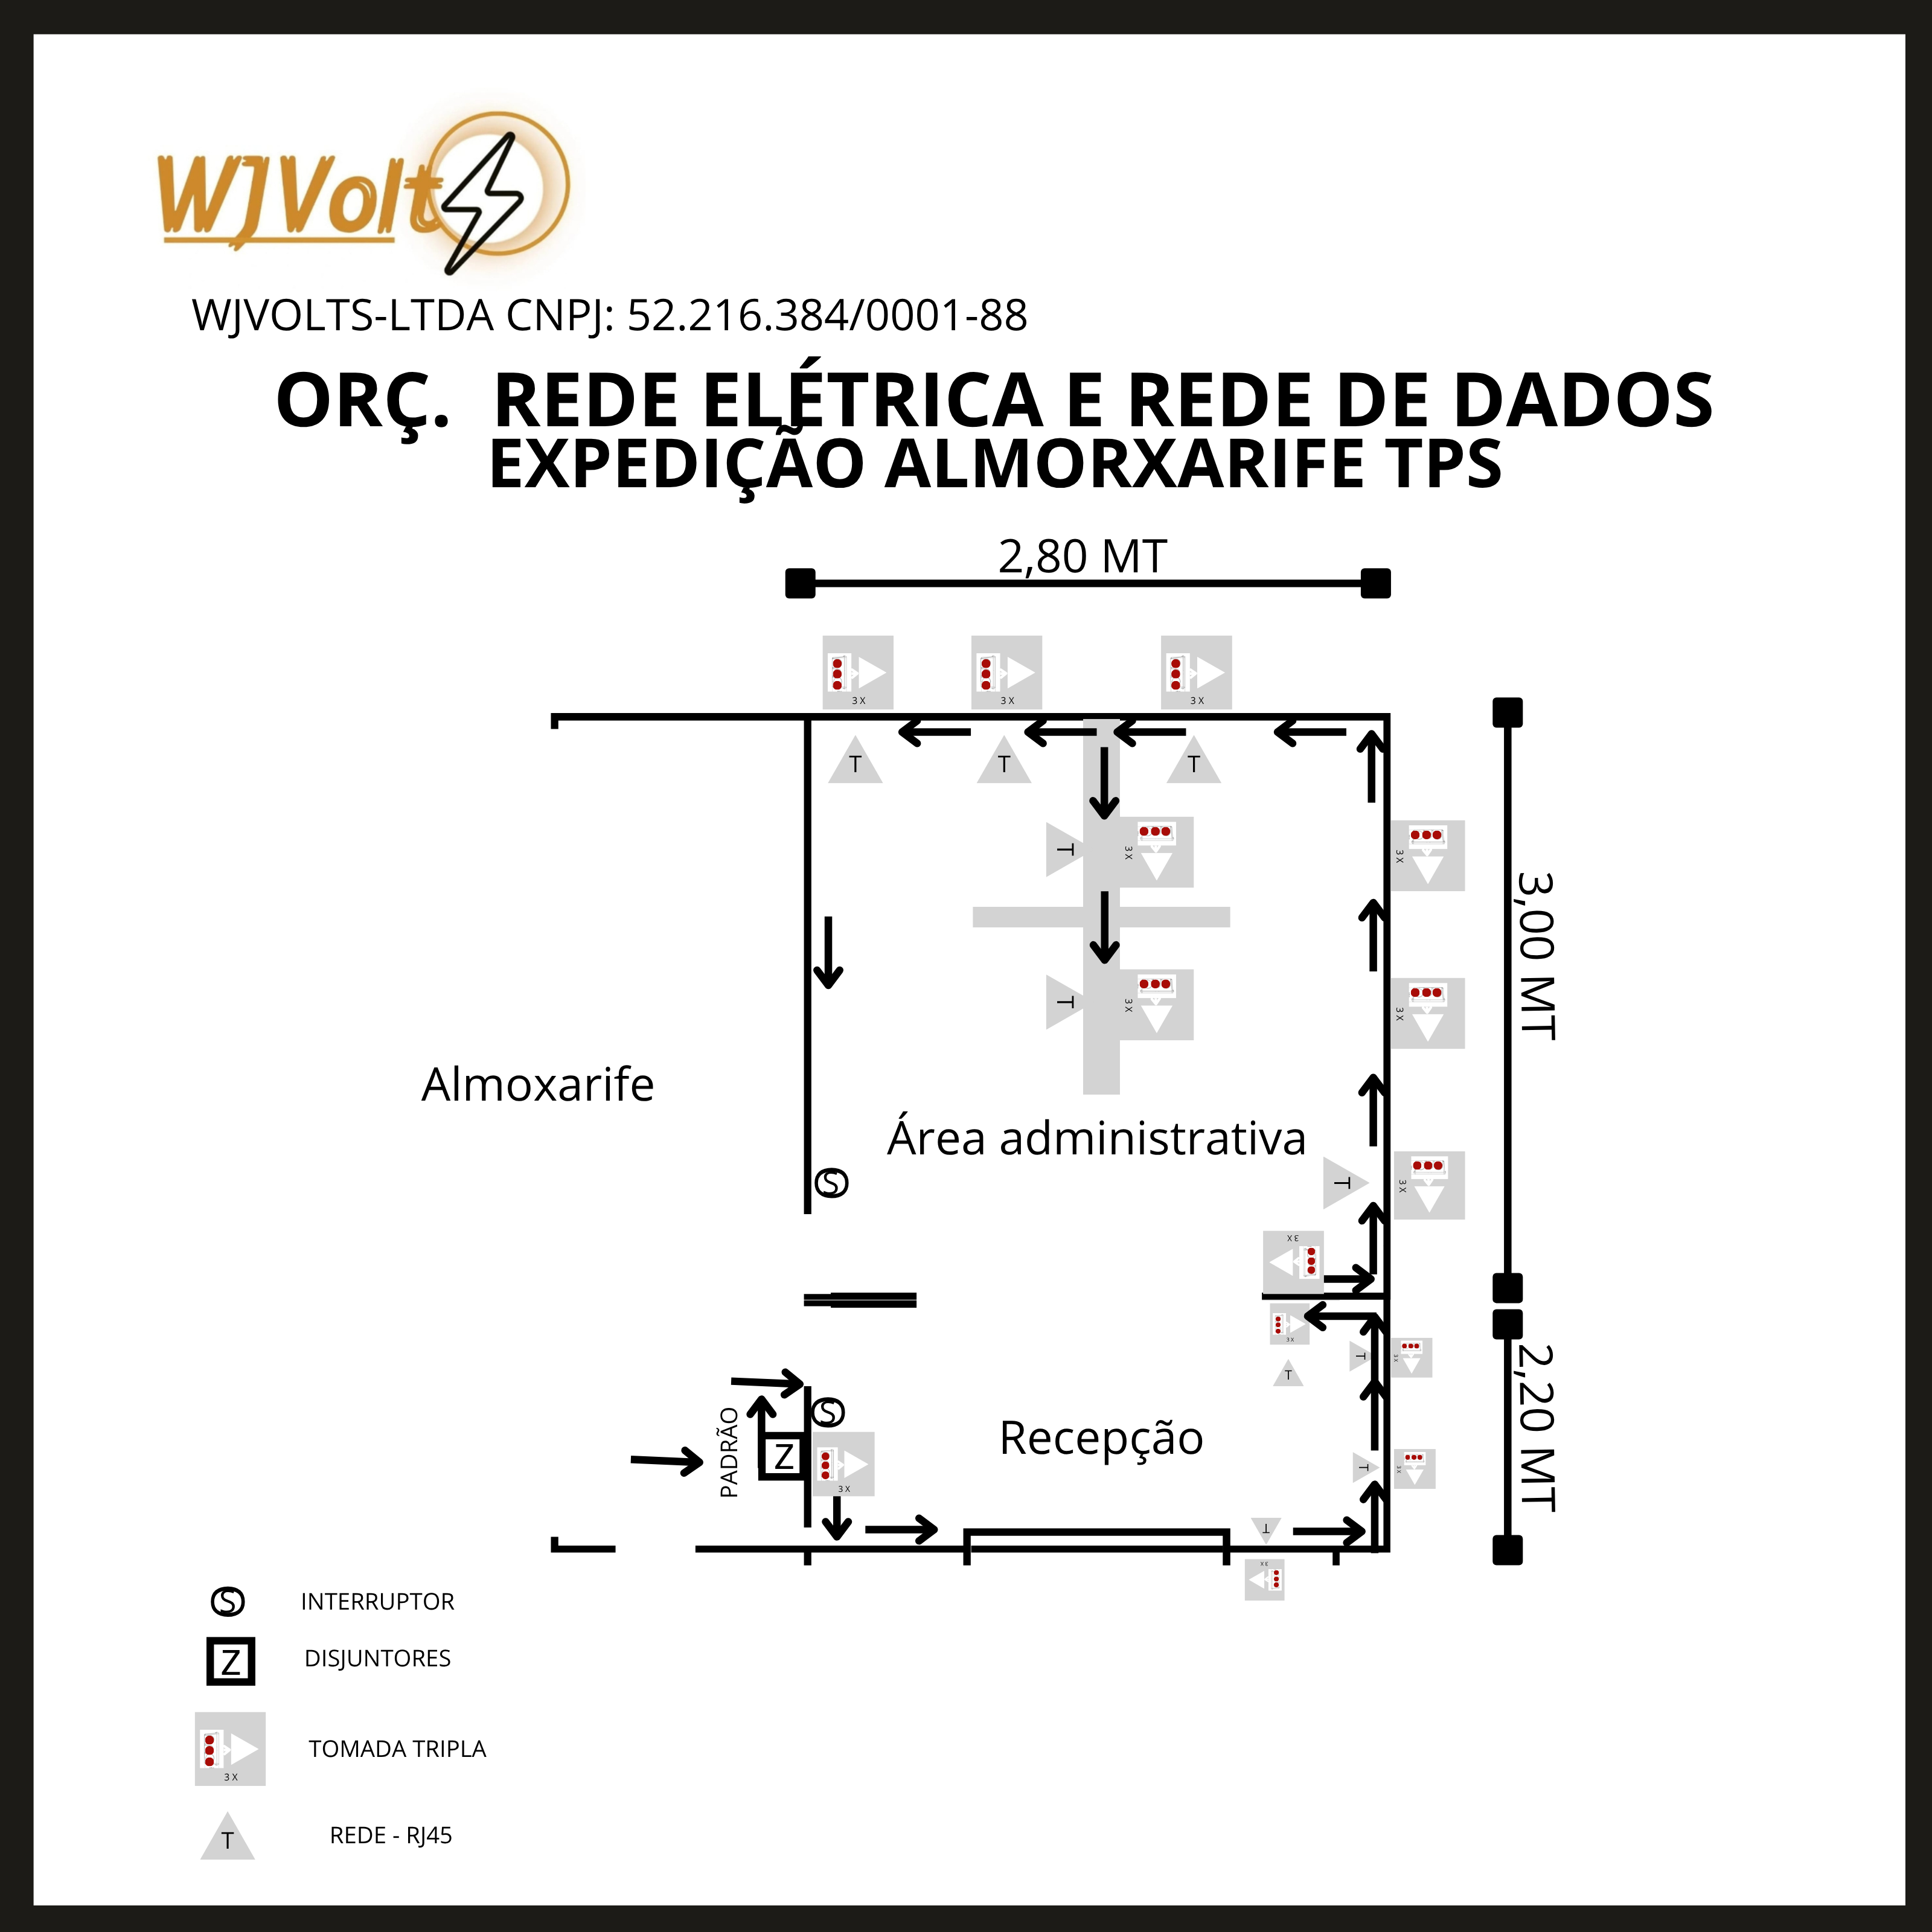 WJVolt
WJVOLTS-LTDA CNPJ: 52.216.384/0001-88
ORÇ. REDE ELÉTRICA E REDE DE DADOS
EXPEDIÇÃO ALMORXARIFE TPS
2,80 MT
3 X
3 X
3 X
T
T
T
T
3 X
3 X
3,00 MT
T
3 X
3 X
Almoxarife
Área administrativa
S
T
3 X
3 X
3 X
T
T
3 X
2,20 MT
S
PADRÃO
Z
3 X
Recepção
T
3 X
T
3 X
S INTERRUPTOR
Z DISJUNTORES
3 X
TOMADA TRIPLA
T REDE - RJ45